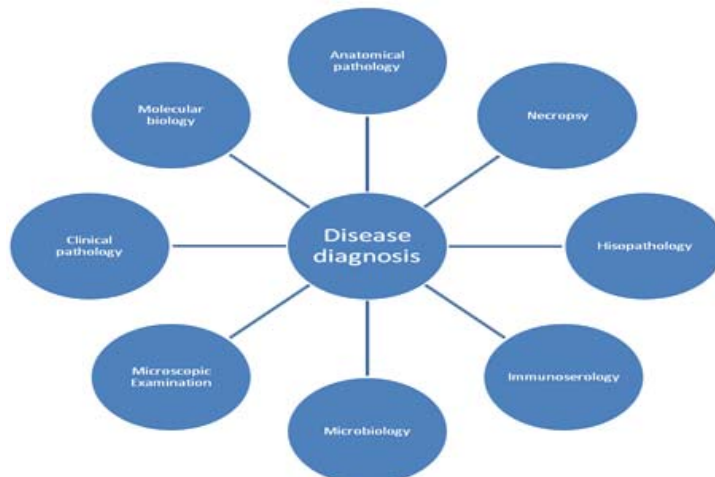 Anatomical
pathology
Molecular
biology
Necropsy
Clinical
pathology
Disease
diagnosis
Hisopathology
Microscopic
Examination
Immunoserology
Microbiology